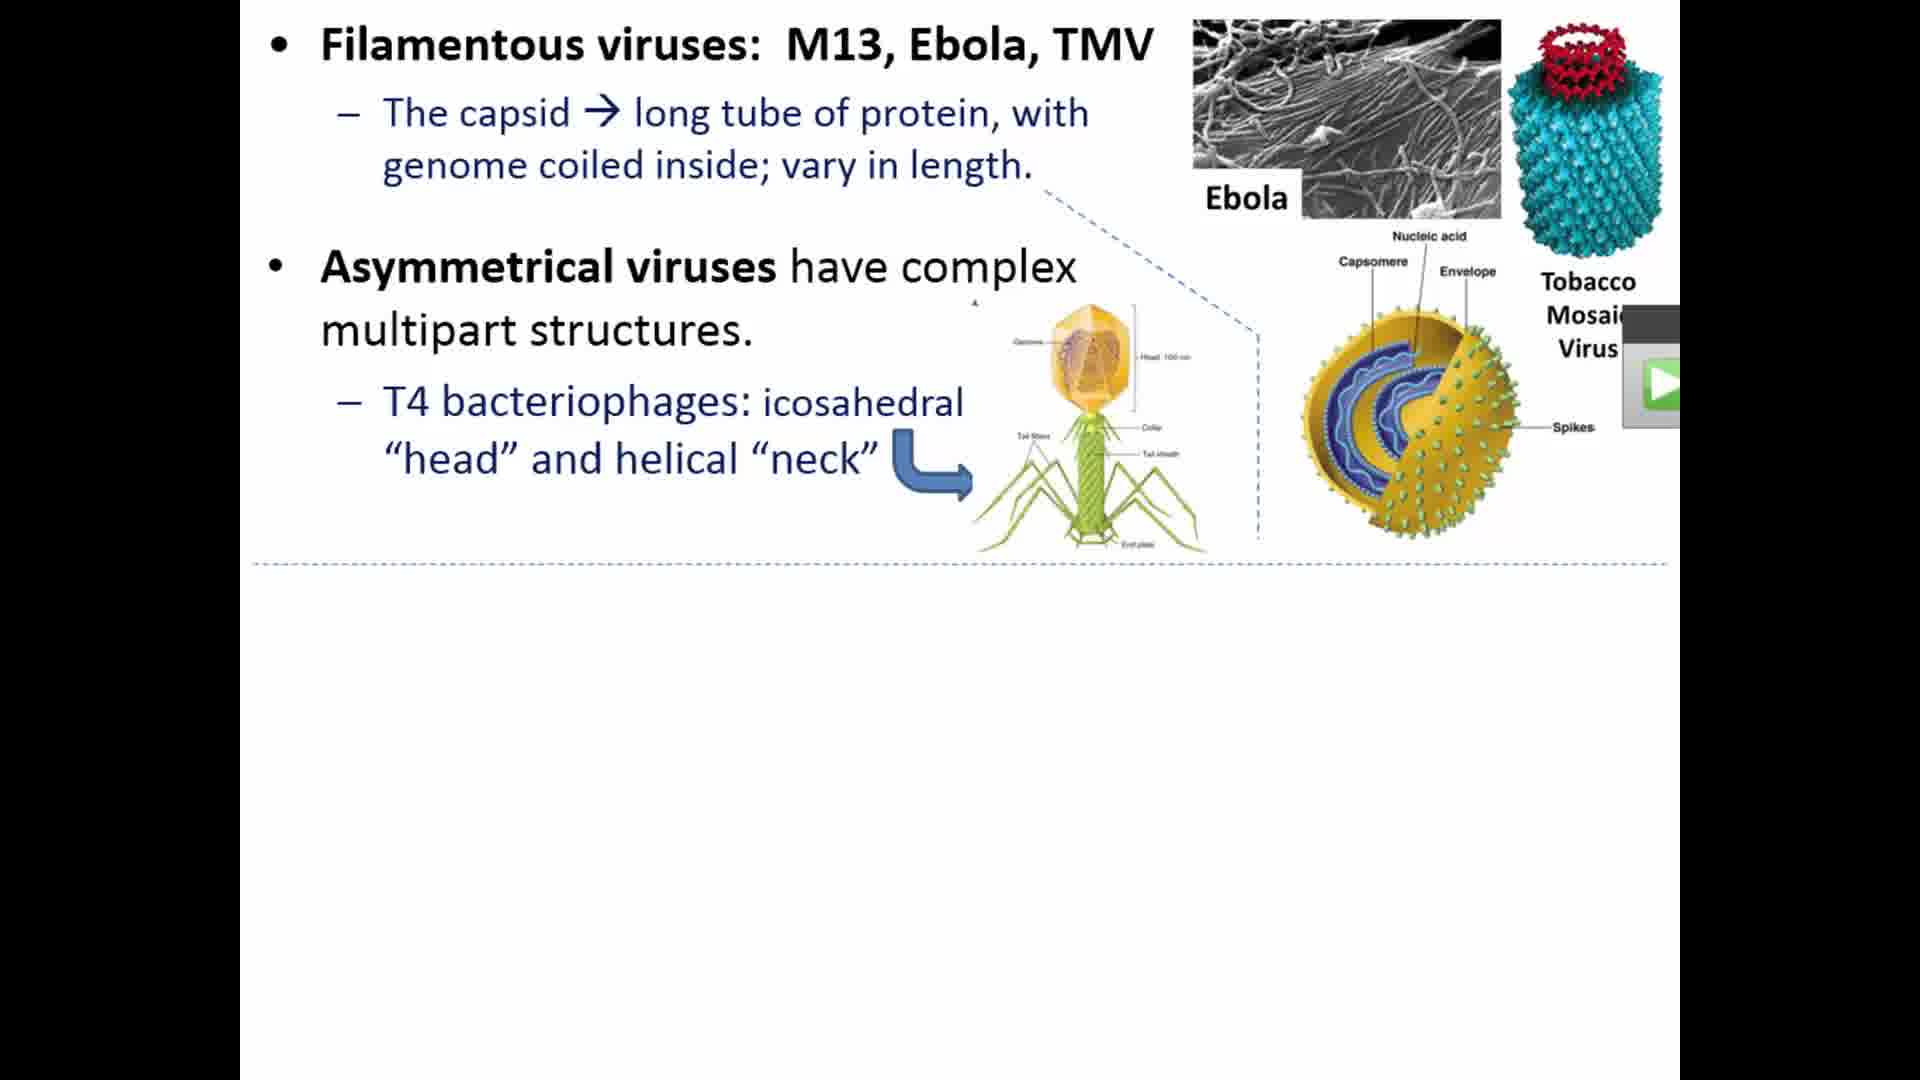 • Filamentous viruses: M13, Ebola, TMV
– The capsid → long tube of protein, with
genome coiled inside; vary in length.
• Asymmetrical viruses have complex
multipart structures.
– T4 bacteriophages: icosahedral
“head” and helical “neck”
Ebola
Tobacco
Mosaic
Virus
Nucleic acid
Capsomere
Envelope
Spikes
A
Genome
Head 100 nm
Collar
Tail fibers
Tail sheath
End plate